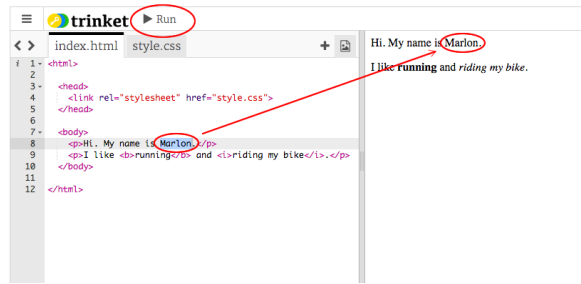 trinket Run
index.html style.css
i 1 <html>
2
3 <head>
4 <link rel="stylesheet" href="style.css">
5 </head>
6
7 <body>
8 <p>Hi. My name is Marlon.</p>
9 <p>I like <b>running</b> and <i>riding my bike</i>.</p>
10 </body>
11
12 </html>
Hi. My name is Marlon.
I like running and riding my bike.